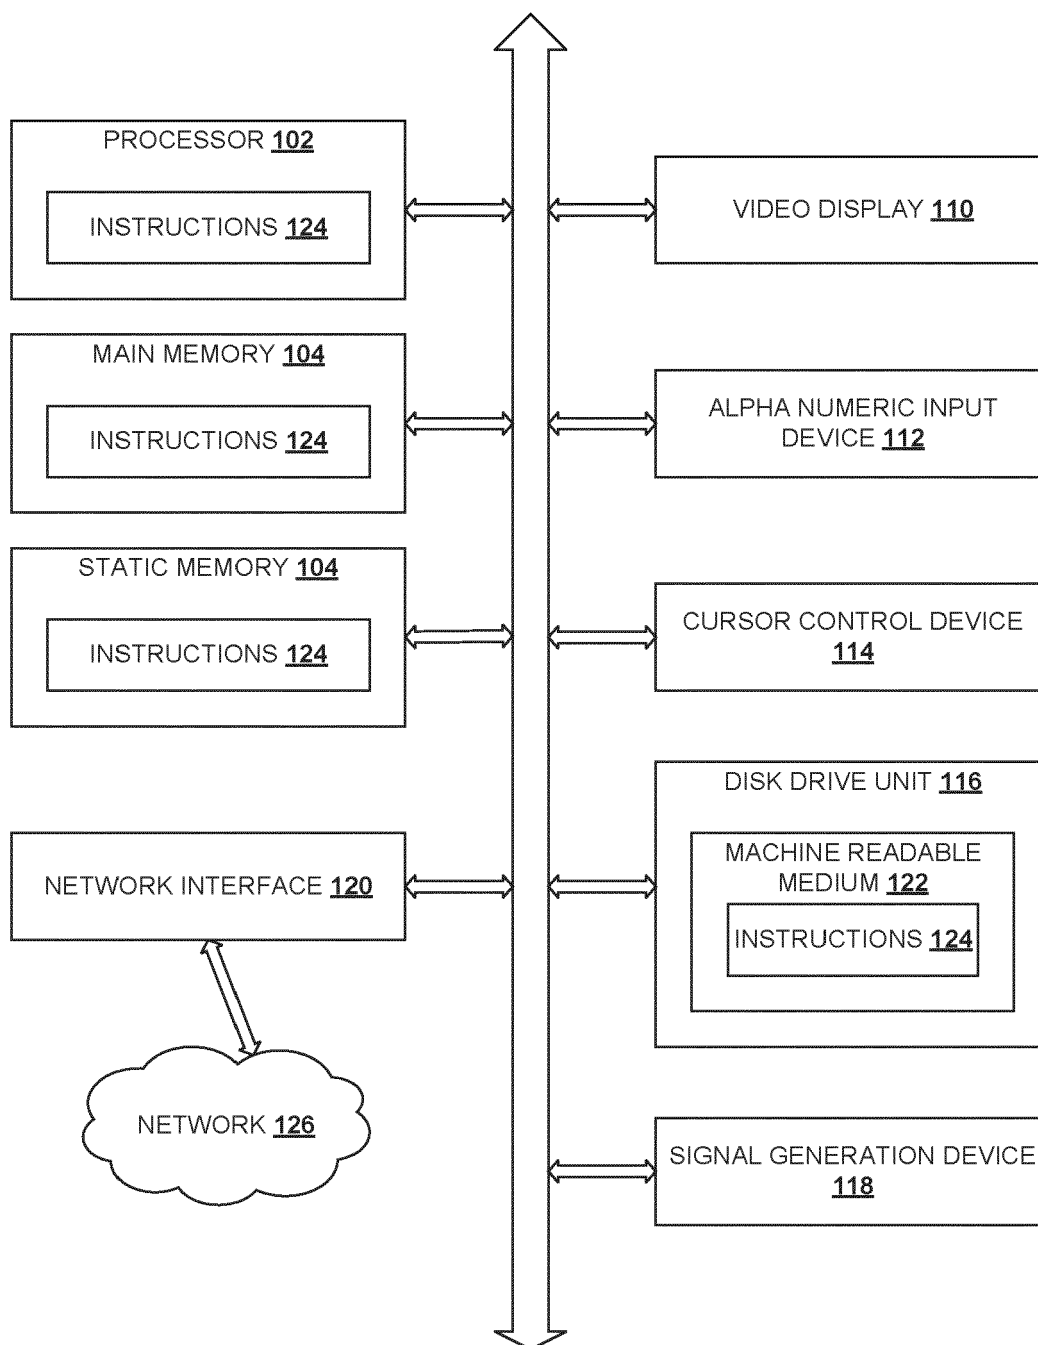 PROCESSOR 102
INSTRUCTIONS 124
MAIN MEMORY 104
INSTRUCTIONS 124
STATIC MEMORY 104
INSTRUCTIONS 124
NETWORK INTERFACE 120
NETWORK 126
VIDEO DISPLAY 110
ALPHA NUMERIC INPUT
DEVICE 112
CURSOR CONTROL DEVICE
114
DISK DRIVE UNIT 116
MACHINE READABLE
MEDIUM 122
INSTRUCTIONS 124
SIGNAL GENERATION DEVICE
118